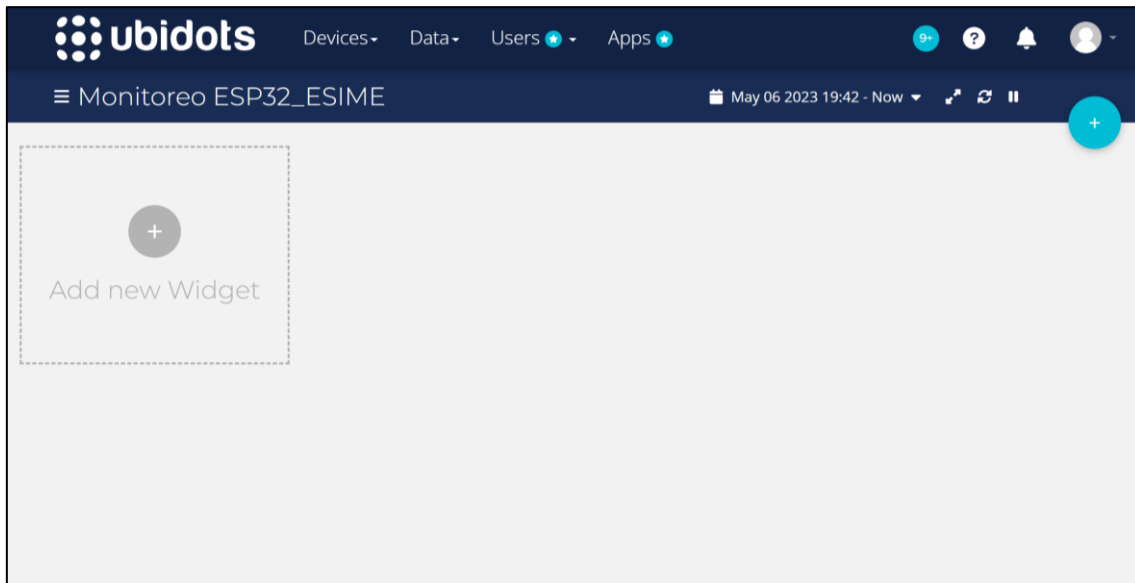 ubidots Devices Data Users Apps 9+ ?
Monitoreo ESP32_ESIME May 06 2023 19:42 - Now
+
+
Add new Widget